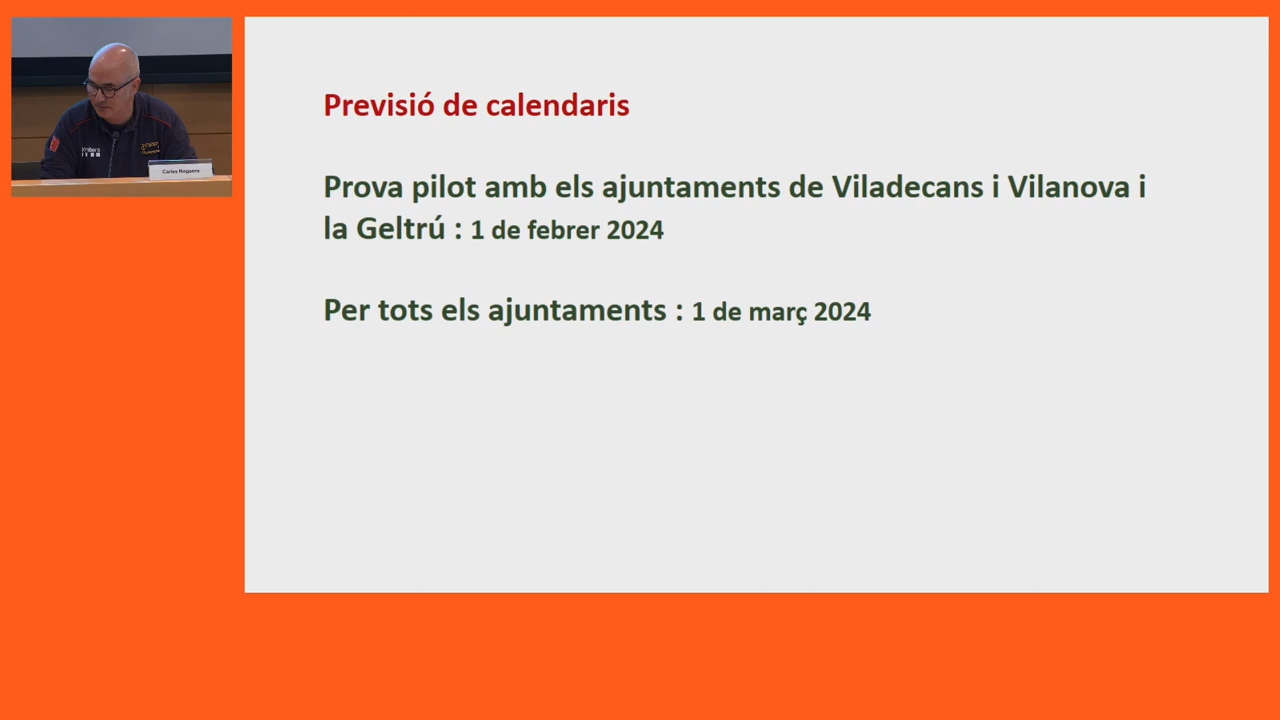 Previsió de calendaris
Prova pilot amb els ajuntaments de Viladecans i Vilanova i
la Geltrú : 1 de febrer 2024
Per tots els ajuntaments : 1 de març 2024
Carles Noguera